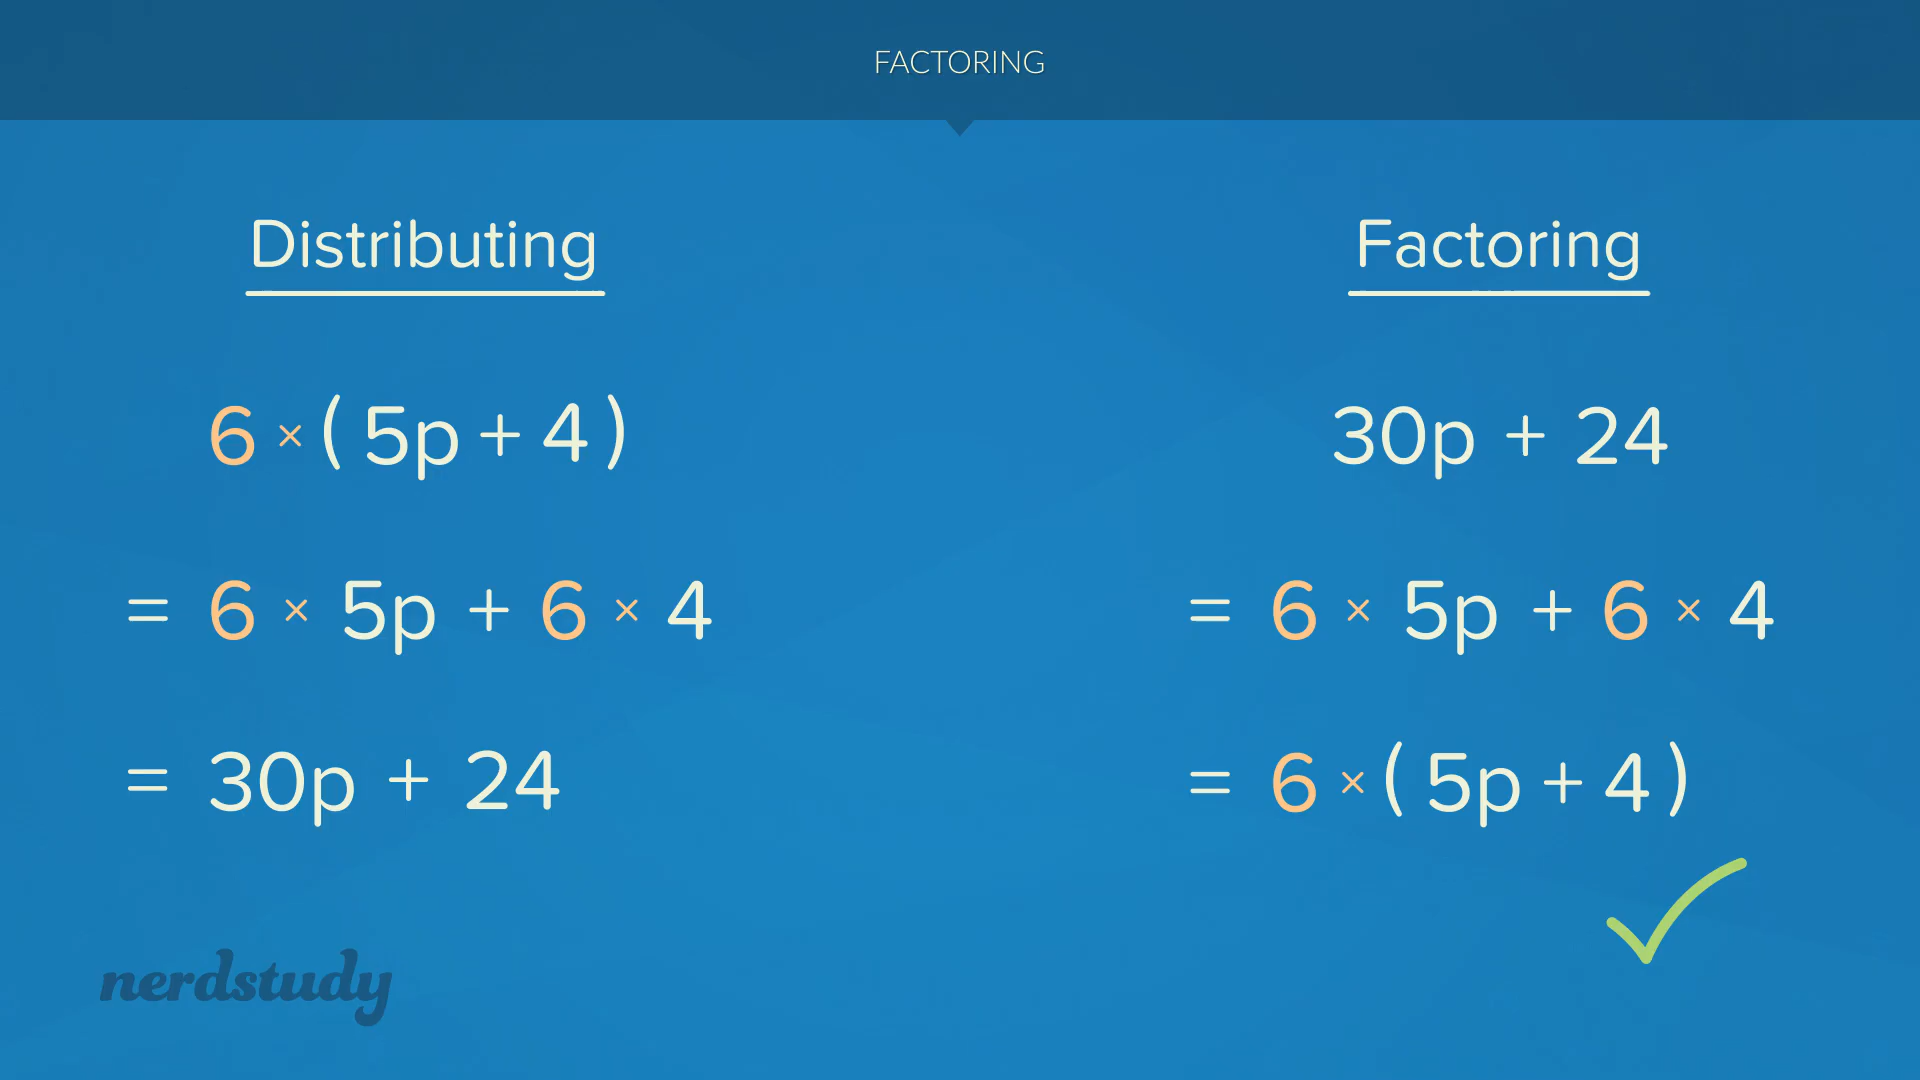 FACTORING
Distributing
6 × ( 5p + 4 )
= 6 × 5p + 6 × 4
= 30p + 24
Factoring
30p + 24
= 6 × 5p + 6 × 4
= 6 × ( 5p + 4 )
nerdstudy